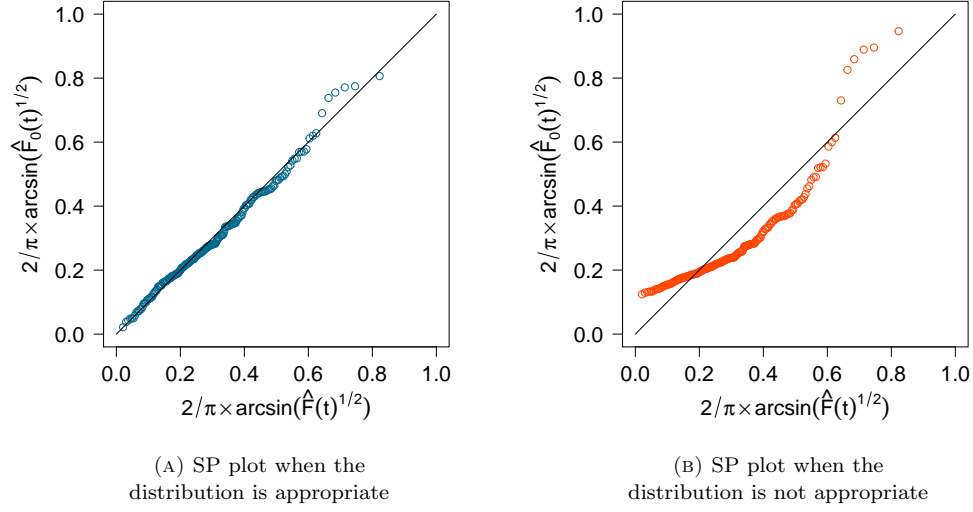 1.0
0.8
0.6
0.4
0.2
0.0
2/π×arcsin(F̂₀(t)^1/2)
0.0 0.2 0.4 0.6 0.8 1.0
2/π×arcsin(F̂(t)^1/2)
(A) SP plot when the
distribution is appropriate
1.0
0.8
0.6
0.4
0.2
0.0
2/π×arcsin(F̂₀(t)^1/2)
0.0 0.2 0.4 0.6 0.8 1.0
2/π×arcsin(F̂(t)^1/2)
(B) SP plot when the
distribution is not appropriate